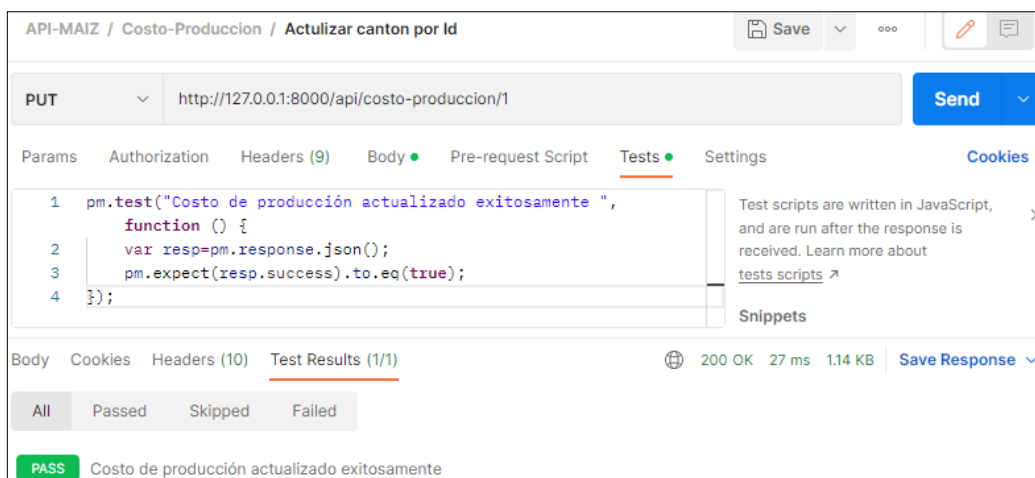 API-MAIZ / Costo-Produccion / Actulizar canton por Id
Save
PUT
http://127.0.0.1:8000/api/costo-produccion/1
Send
Params Authorization Headers (9) Body Pre-request Script Tests Settings Cookies
1 pm.test("Costo de producción actualizado exitosamente ",
function () {
2 var resp=pm.response.json();
3 pm.expect(resp.success).to.eq(true);
4 });
Test scripts are written in JavaScript,
and are run after the response is
received. Learn more about
tests scripts ↗
Snippets
Body Cookies Headers (10) Test Results (1/1) 200 OK 27 ms 1.14 KB Save Response
All Passed Skipped Failed
PASS Costo de producción actualizado exitosamente